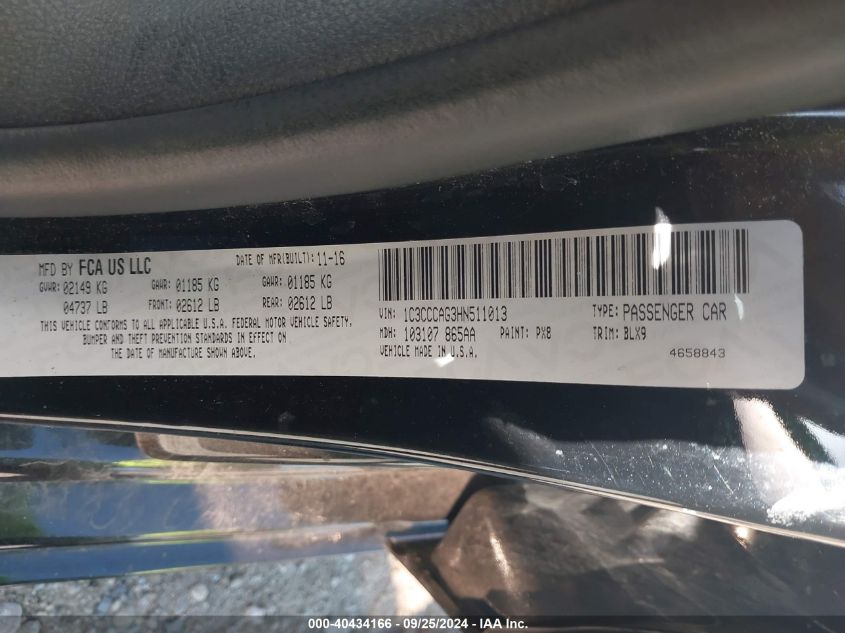 MFD BY FCA US LLC
DATE OF MFR(BUILT): 11-16
GVWR: 02149 KG GAWR: 01185 KG GAWR: 01185 KG
04737 LB FRONT: 02612 LB REAR: 02612 LB
THIS VEHICLE CONFORMS TO ALL APPLICABLE U.S.A. FEDERAL MOTOR VEHICLE SAFETY,
BUMPER AND THEFT PREVENTION STANDARDS IN EFFECT ON
THE DATE OF MANUFACTURE SHOWN ABOVE.
VIN: 1C3CCCAG3HN511013 TYPE: PASSENGER CAR
MDH: 103107 865AA PAINT: PX8 TRIM: BLX9
VEHICLE MADE IN U.S.A. 4658843
000-40434166 - 09/25/2024 - IAA Inc.